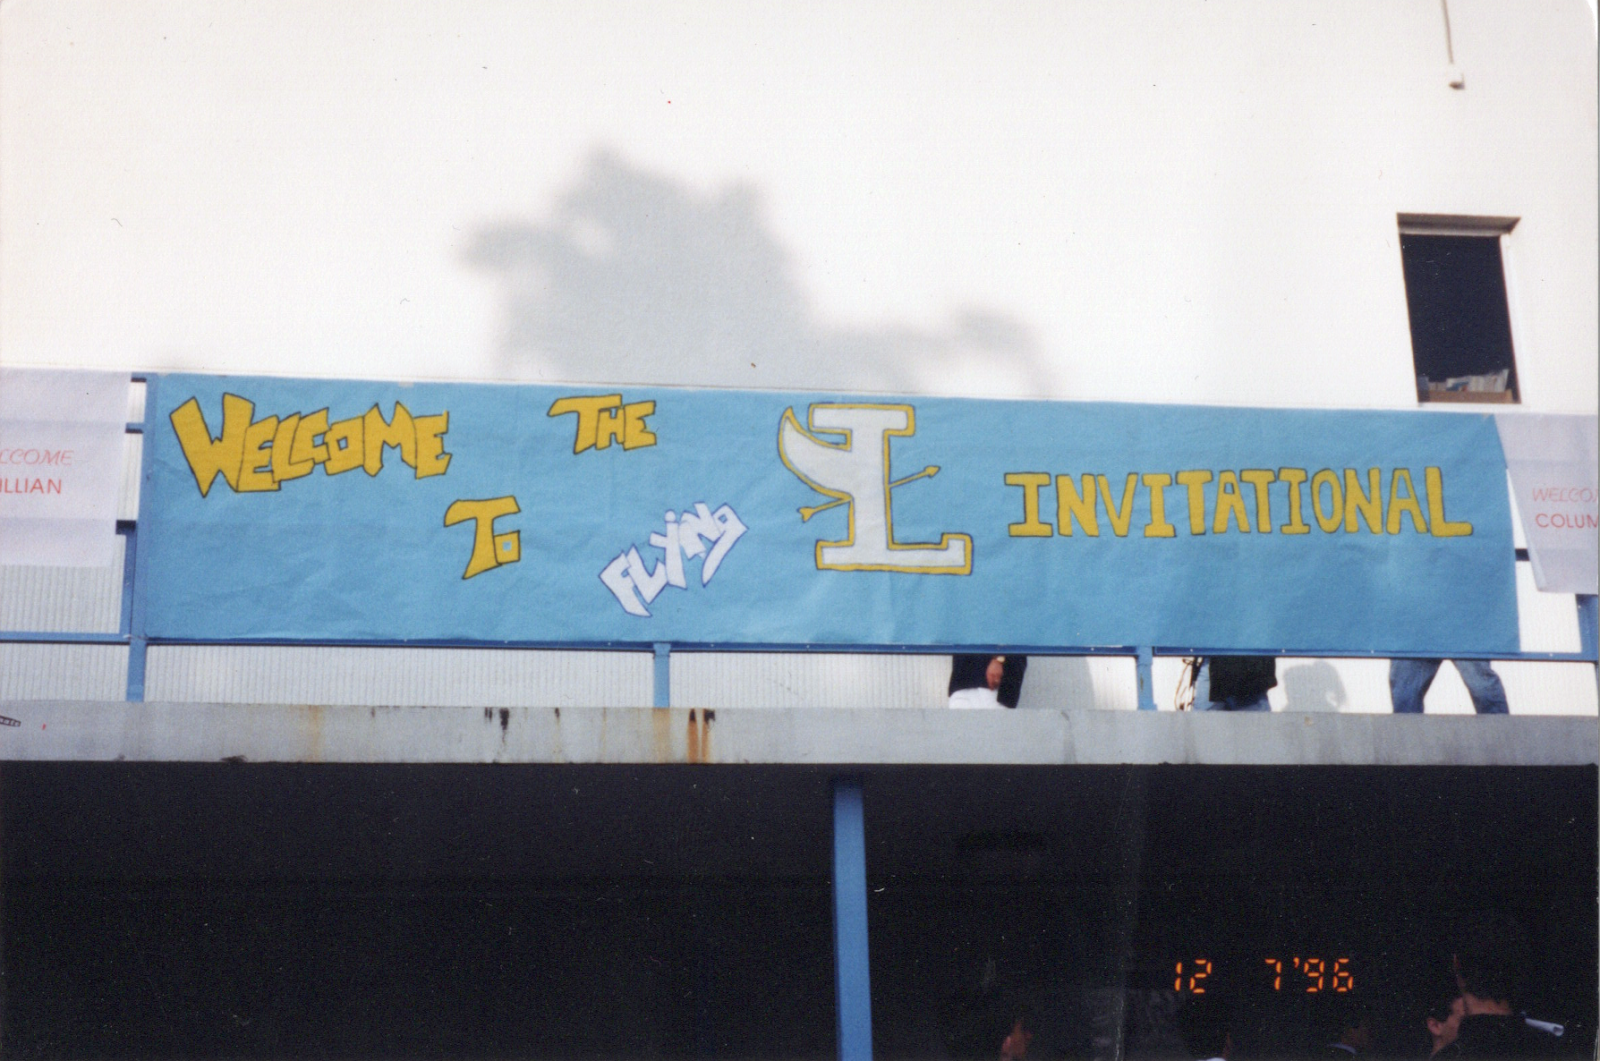 WELCOME
TO
THE
FLYING
L
INVITATIONAL
COME
ILLIAN
WELCO
COLUM
12 7'96